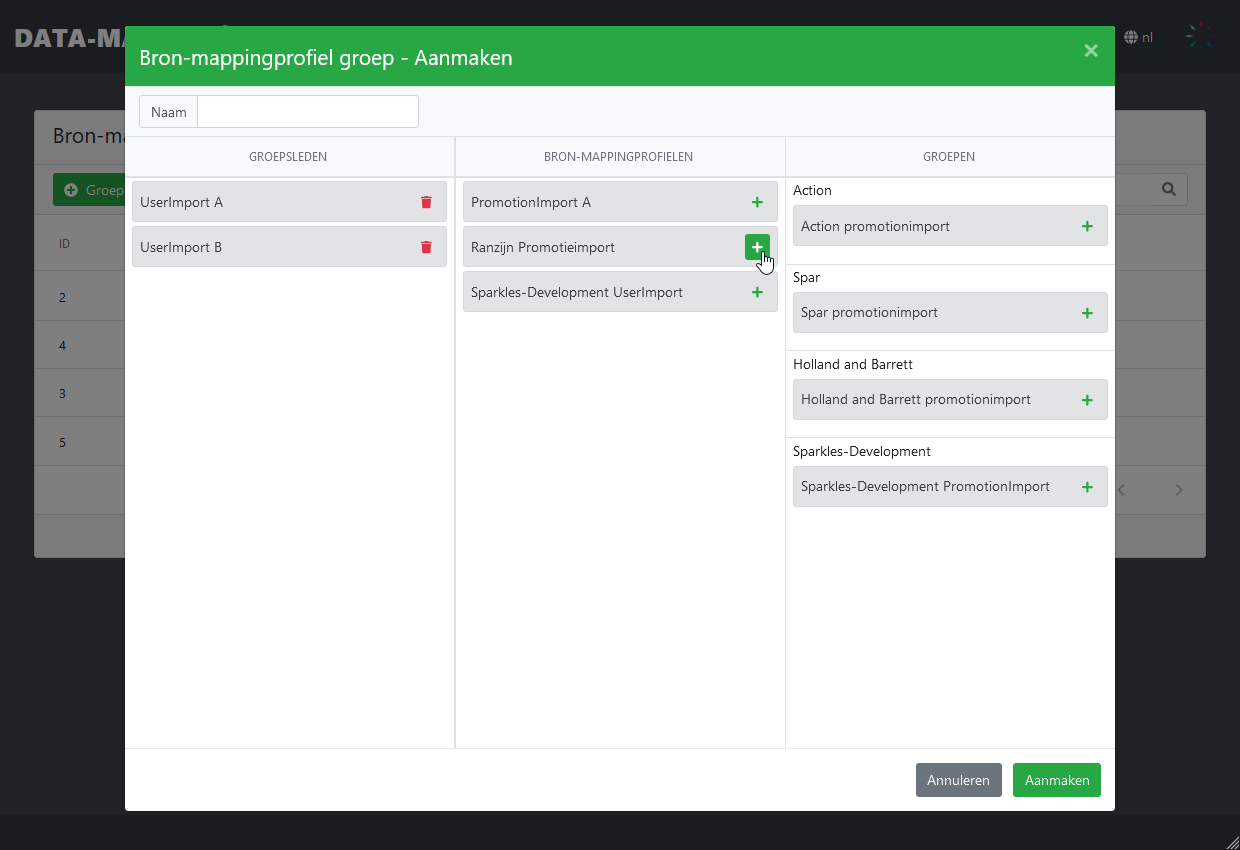 DATA-MA
nl
Bron-mappingprofiel groep - Aanmaken
×
Naam
Bron-ma
GROEPSLEDEN
BRON-MAPPINGPROFIELEN
GROEPEN
Groep
ID
2
4
3
5
UserImport A
UserImport B
PromotionImport A
Ranzijn Promotieimport
Sparkles-Development UserImport
Action
Action promotionimport
Spar
Spar promotionimport
Holland and Barrett
Holland and Barrett promotionimport
Sparkles-Development
Sparkles-Development PromotionImport
Annuleren
Aanmaken